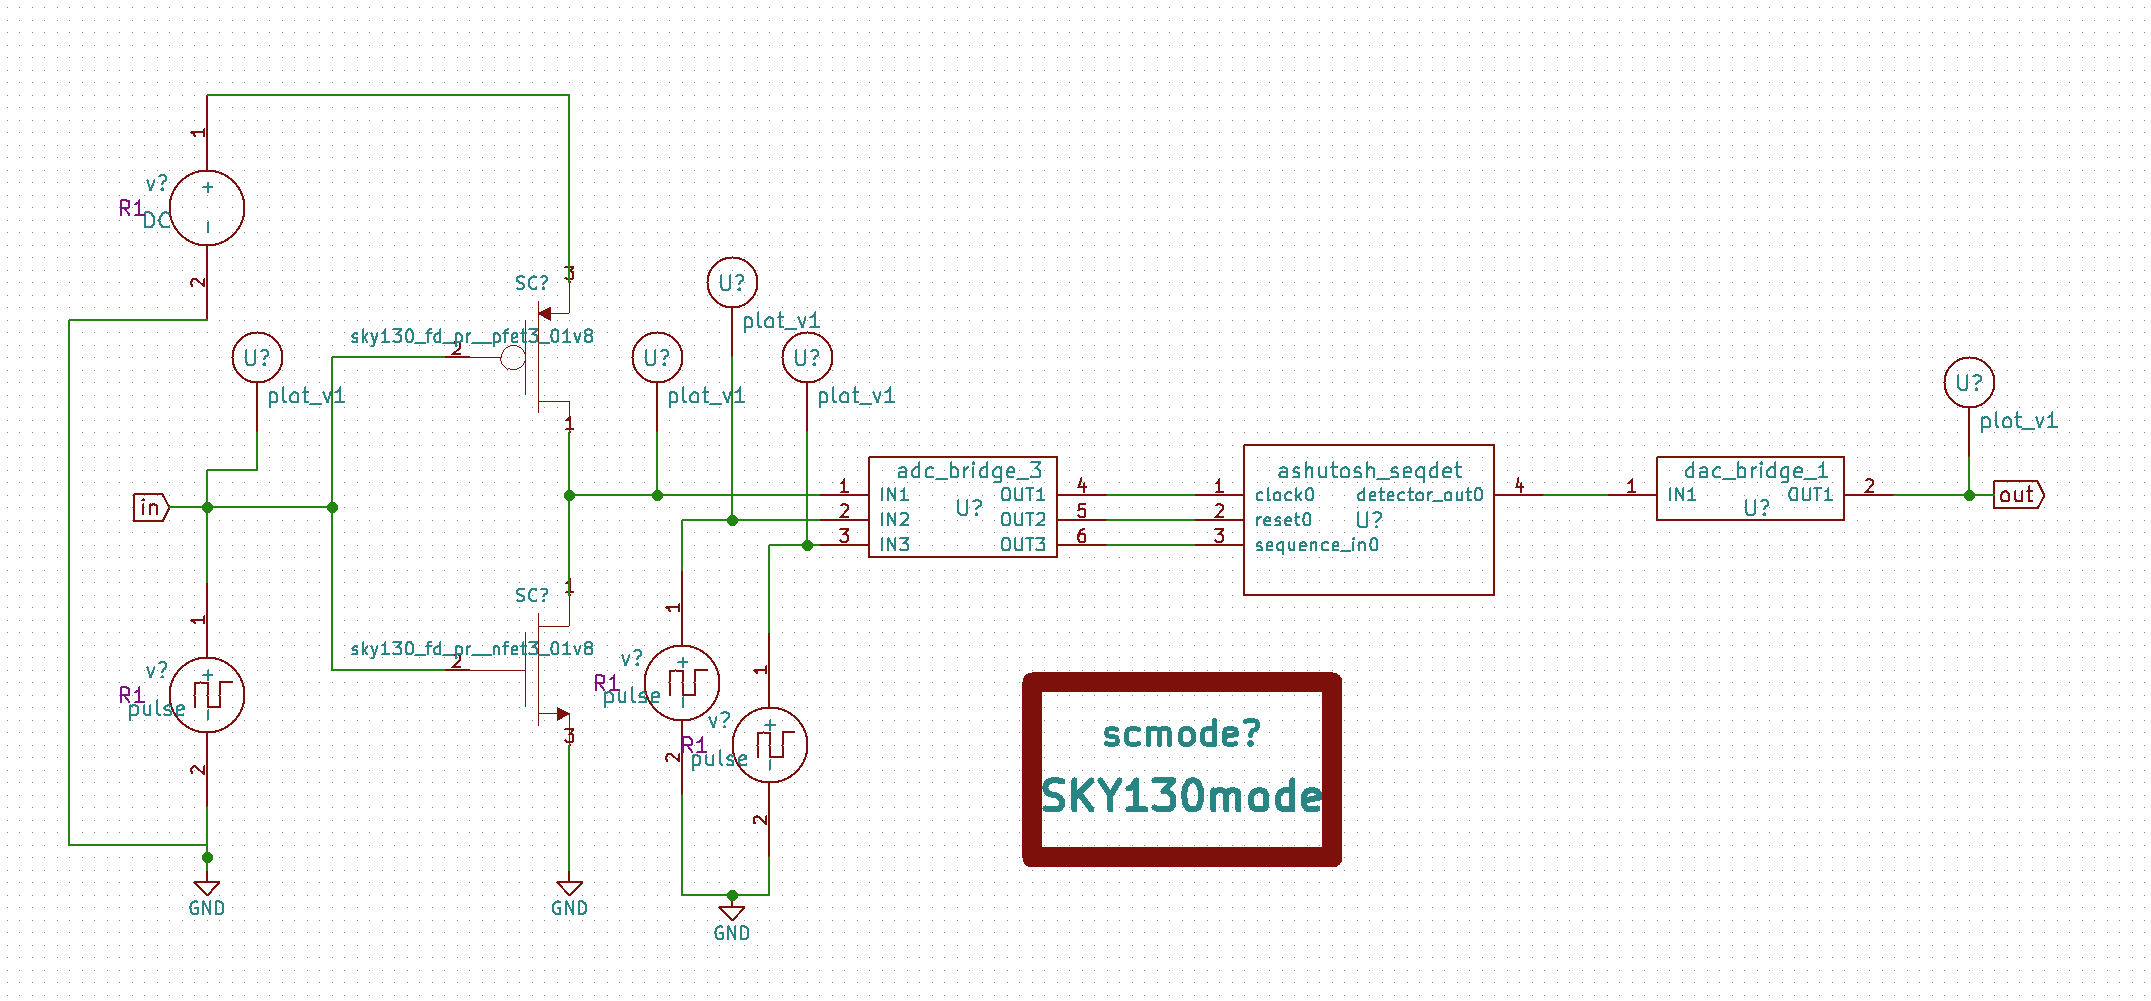 1
v?
R1
DC
+
2
U?
plot_v1
in
1
v?
R1
pulse
+
2
GND
3
SC?
sky130_fd_pr__pfet3_01v8
2
1
1
SC?
sky130_fd_pr__nfet3_01v8
2
3
GND
U?
plot_v1
U?
plot_v1
U?
plot_v1
1
v?
R1
pulse
+
2
1
v?
R1
pulse
+
2
GND
adc_bridge_3
U?
1 IN1 OUT1 4
2 IN2 OUT2 5
3 IN3 OUT3 6
ashutosh_seqdet
1 clock0 detector_out0 4
2 reset0 U?
3 sequence_in0
dac_bridge_1
1 IN1 OUT1 2
U?
U?
plot_v1
out
scmode?
SKY130mode